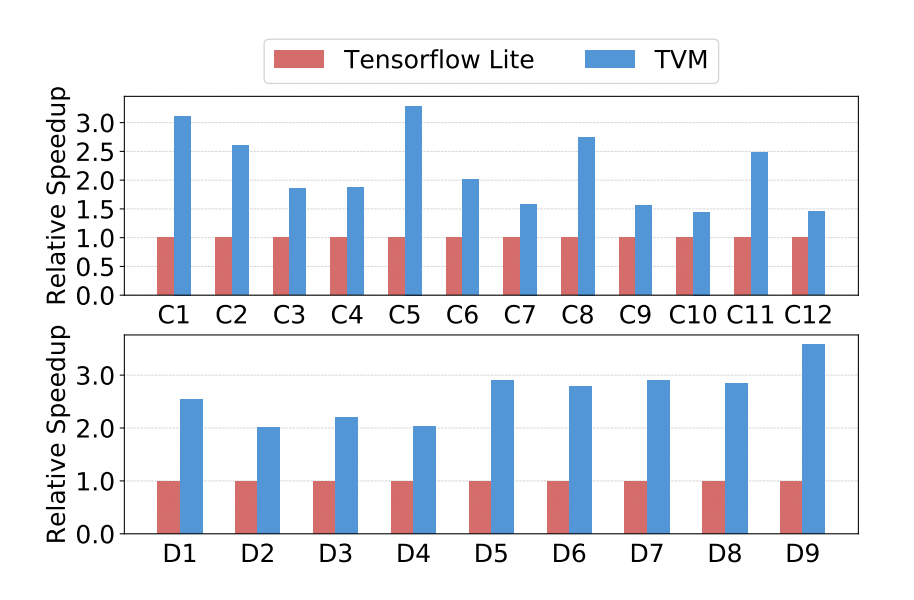 Tensorflow Lite TVM
Relative Speedup
3.0
2.5
2.0
1.5
1.0
0.5
0.0
C1 C2 C3 C4 C5 C6 C7 C8 C9 C10 C11 C12
Relative Speedup
3.0
2.0
1.0
0.0
D1 D2 D3 D4 D5 D6 D7 D8 D9